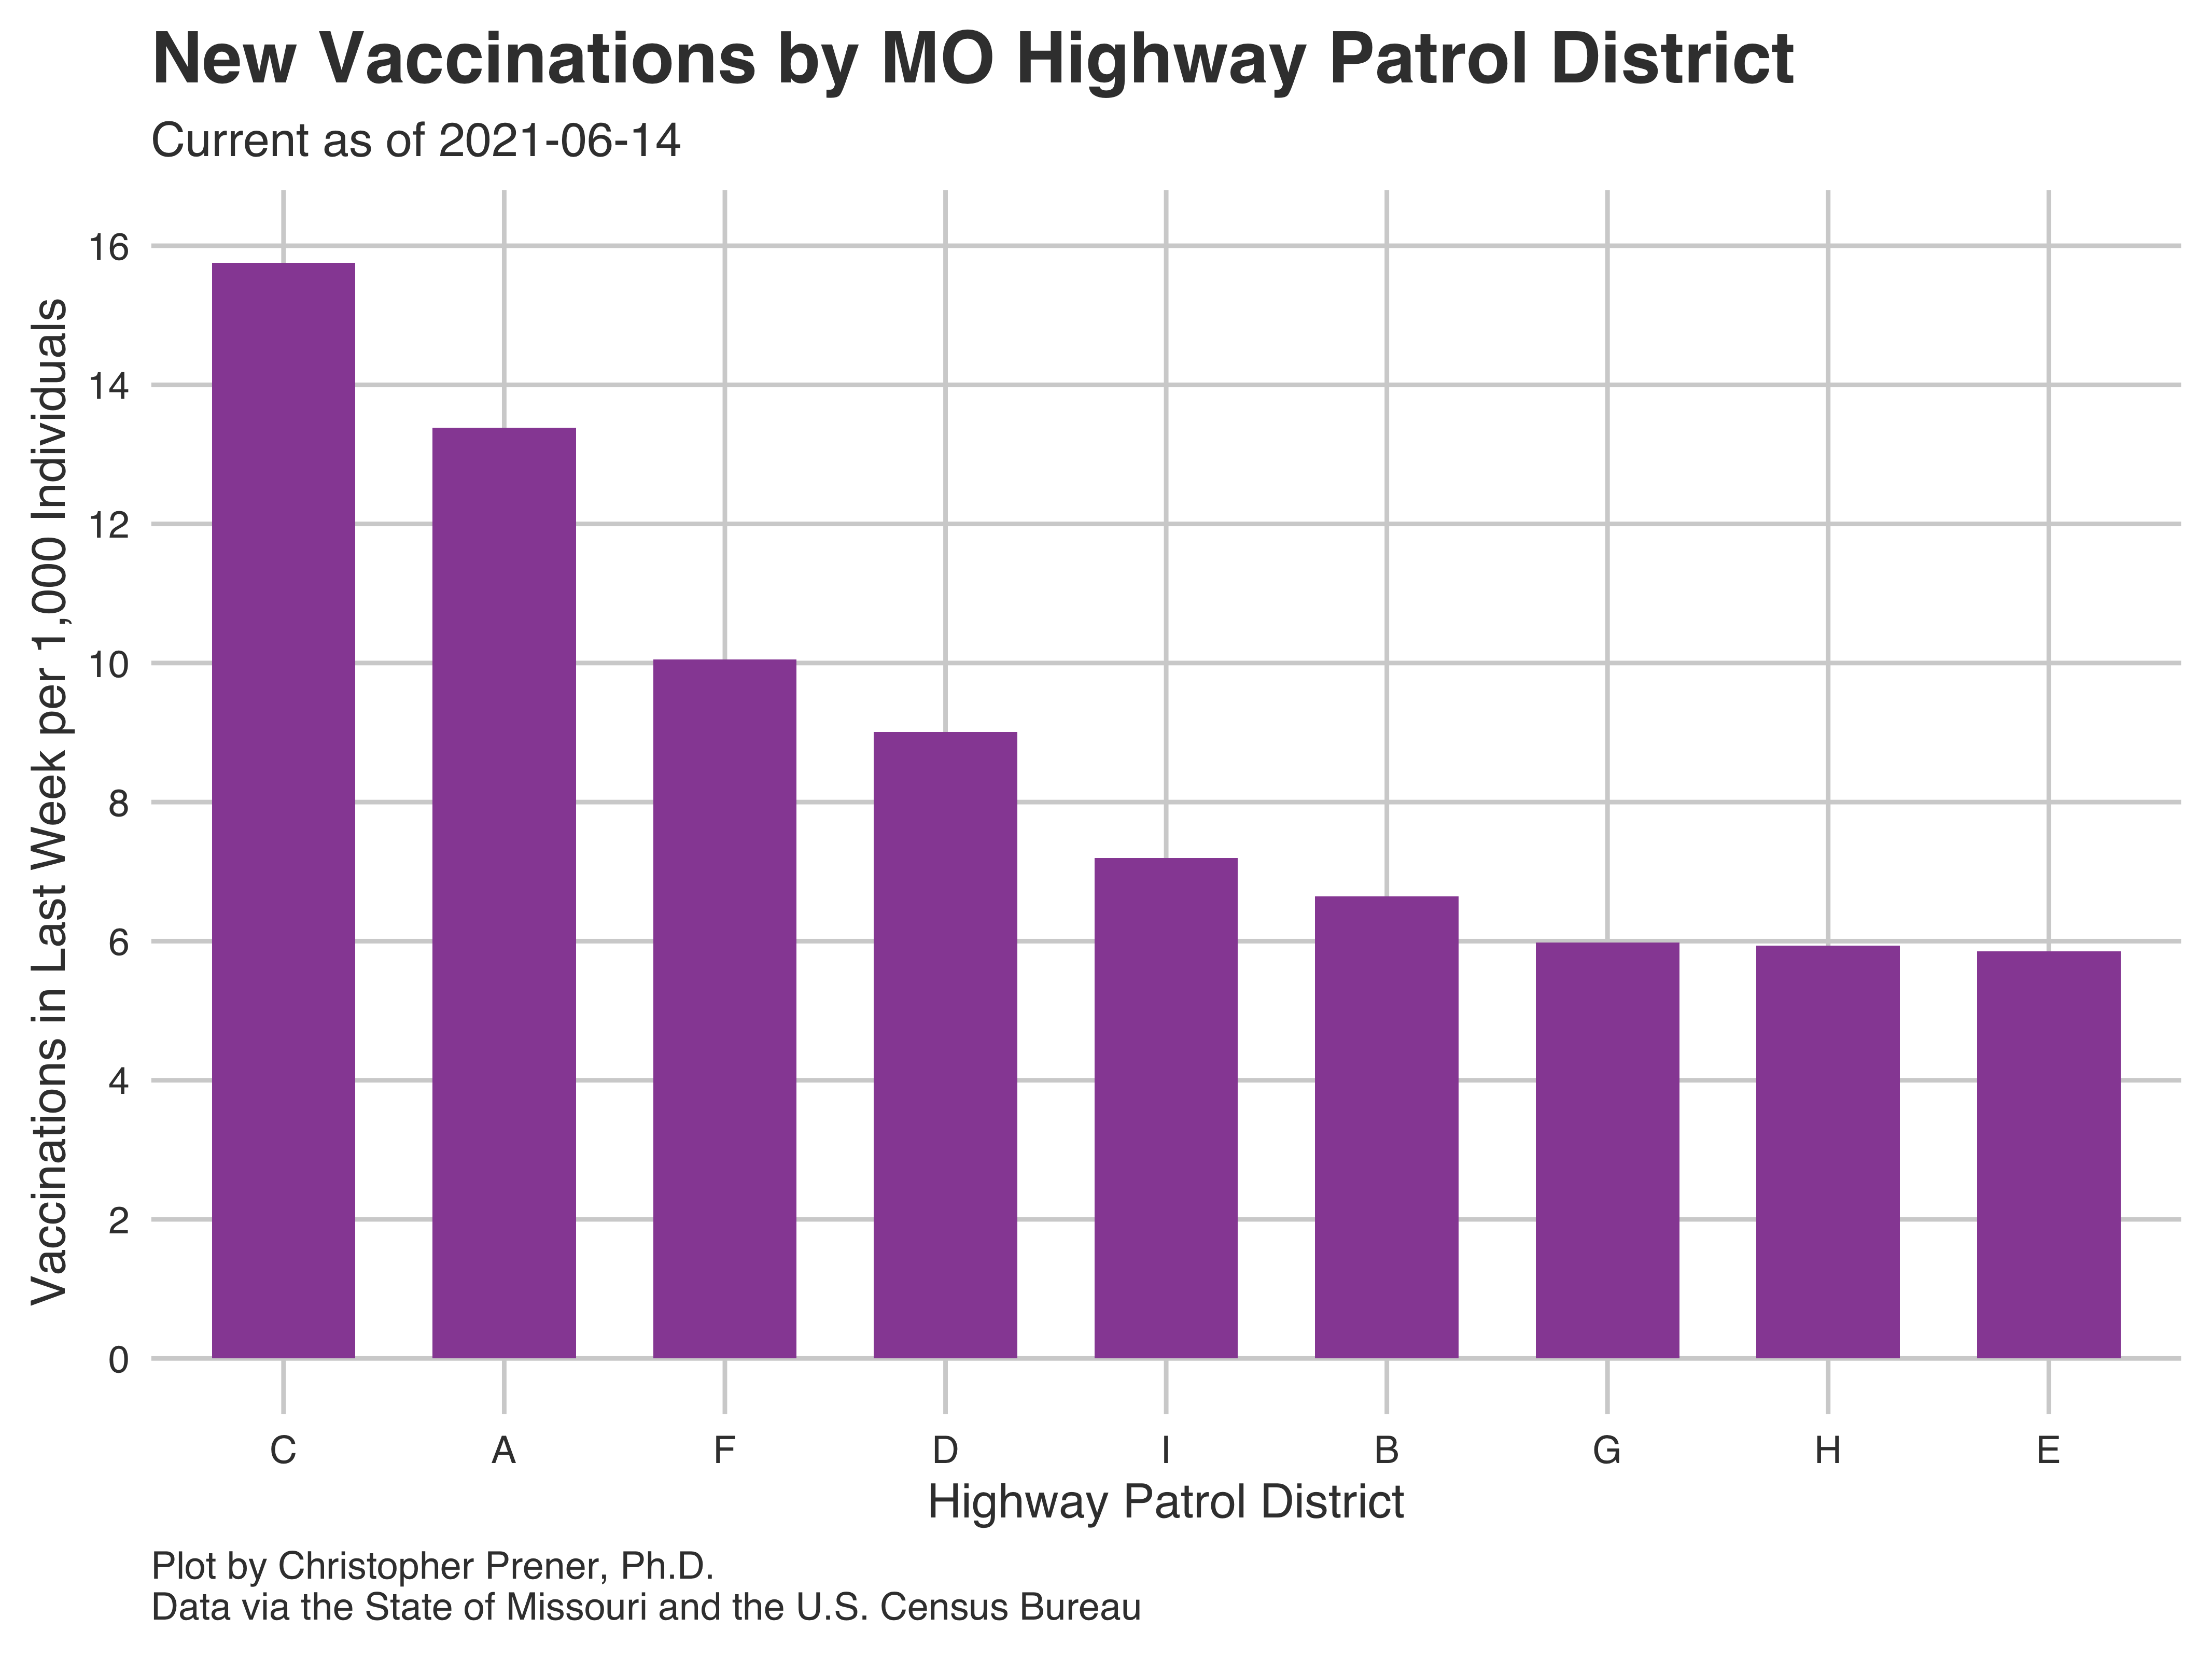 New Vaccinations by MO Highway Patrol District
Current as of 2021-06-14
Vaccinations in Last Week per 1,000 Individuals
16
14
12
10
8
6
4
2
0
C A F D I B G H E
Highway Patrol District
Plot by Christopher Prener, Ph.D.
Data via the State of Missouri and the U.S. Census Bureau